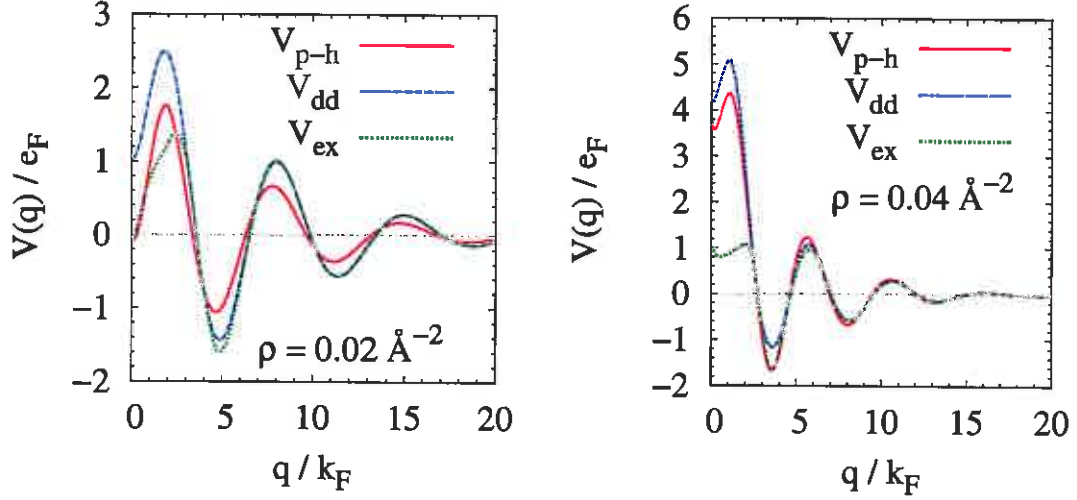 3
2
1
0
−1
−2
V(q) / e_F
V_p−h
V_dd
V_ex
ρ = 0.02 Å⁻²
0 5 10 15 20
q / k_F
6
5
4
3
2
1
0
−1
−2
V(q) / e_F
V_p−h
V_dd
V_ex
ρ = 0.04 Å⁻²
0 5 10 15 20
q / k_F